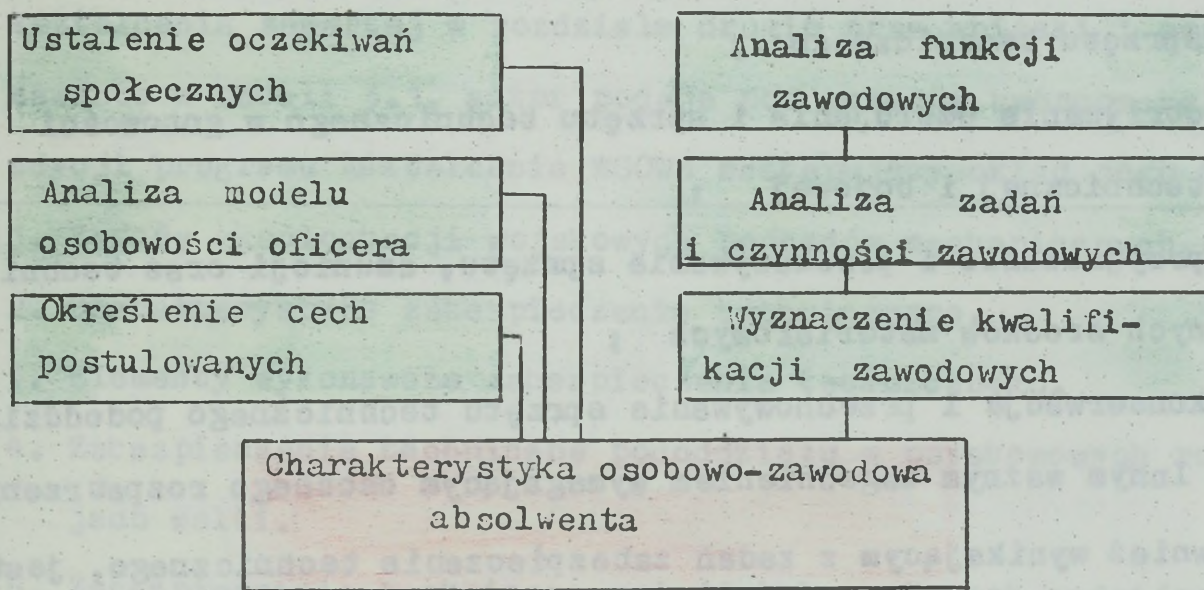 Ustalenie oczekiwań
społecznych
Analiza modelu
osobowości oficera
Określenie cech
postulowanych
Analiza funkcji
zawodowych
Analiza zadań
i czynności zawodowych
Wyznaczenie kwalifi-
kacji zawodowych
Charakterystyka osobowo-zawodowa
absolwenta